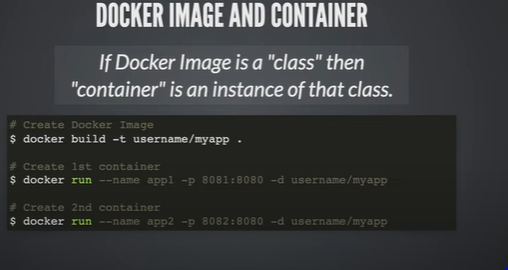 DOCKER IMAGE AND CONTAINER
If Docker Image is a "class" then
"container" is an instance of that class.
# Create Docker Image
$ docker build -t username/myapp .
# Create 1st container
$ docker run --name app1 -p 8081:8080 -d username/myapp
# Create 2nd container
$ docker run --name app2 -p 8082:8080 -d username/myapp